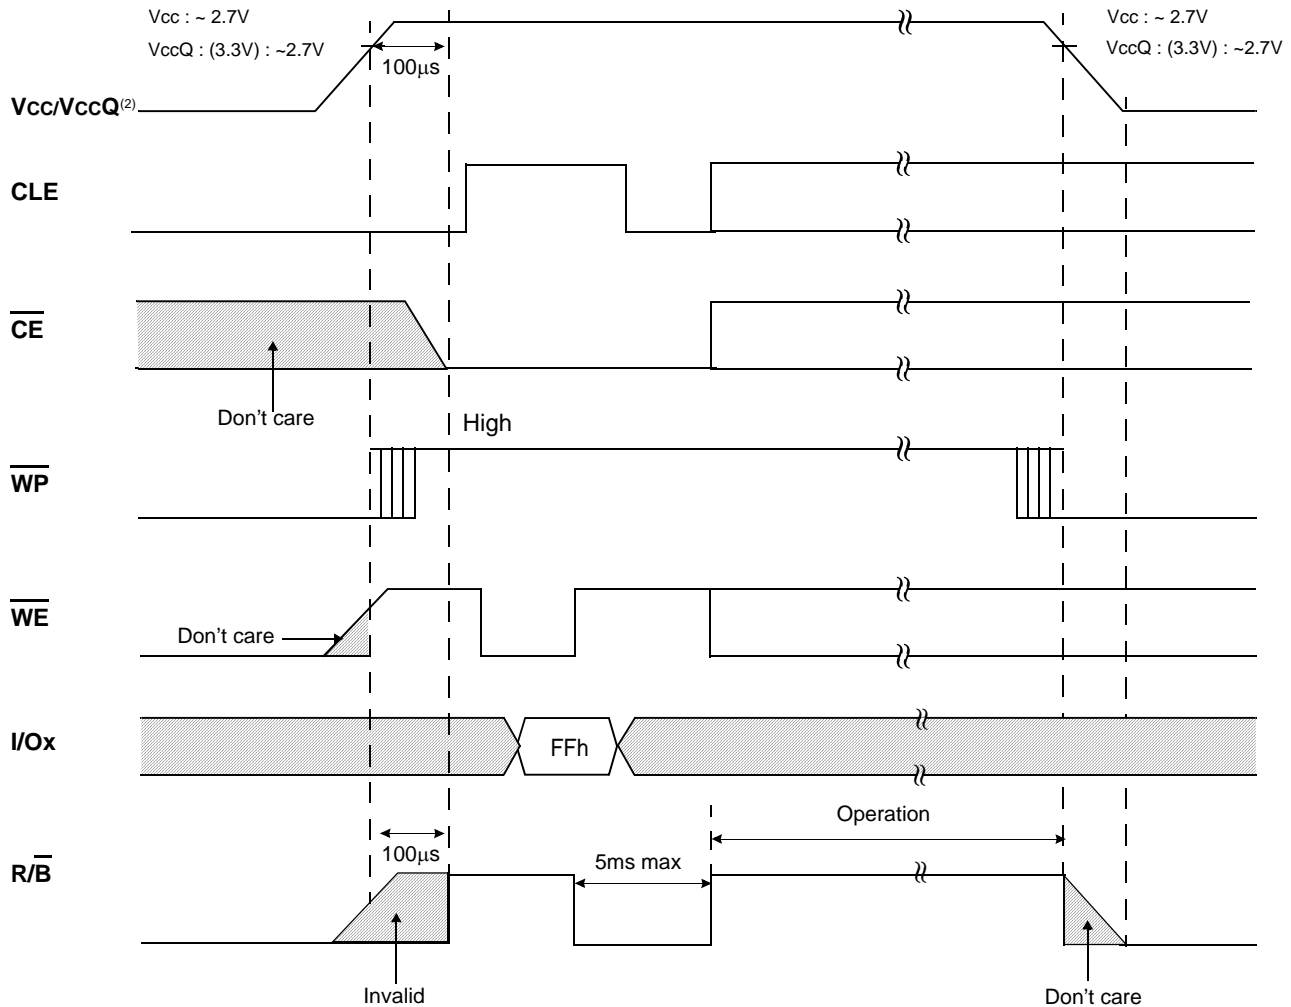 Vcc : ~ 2.7V
VccQ : (3.3V) : ~2.7V
100µs
Vcc : ~ 2.7V
VccQ : (3.3V) : ~2.7V
Vcc/VccQ(2)
CLE
CE
Don't care
High
WP
WE
Don't care
I/Ox
FFh
Operation
100µs
5ms max
R/B
Invalid
Don't care